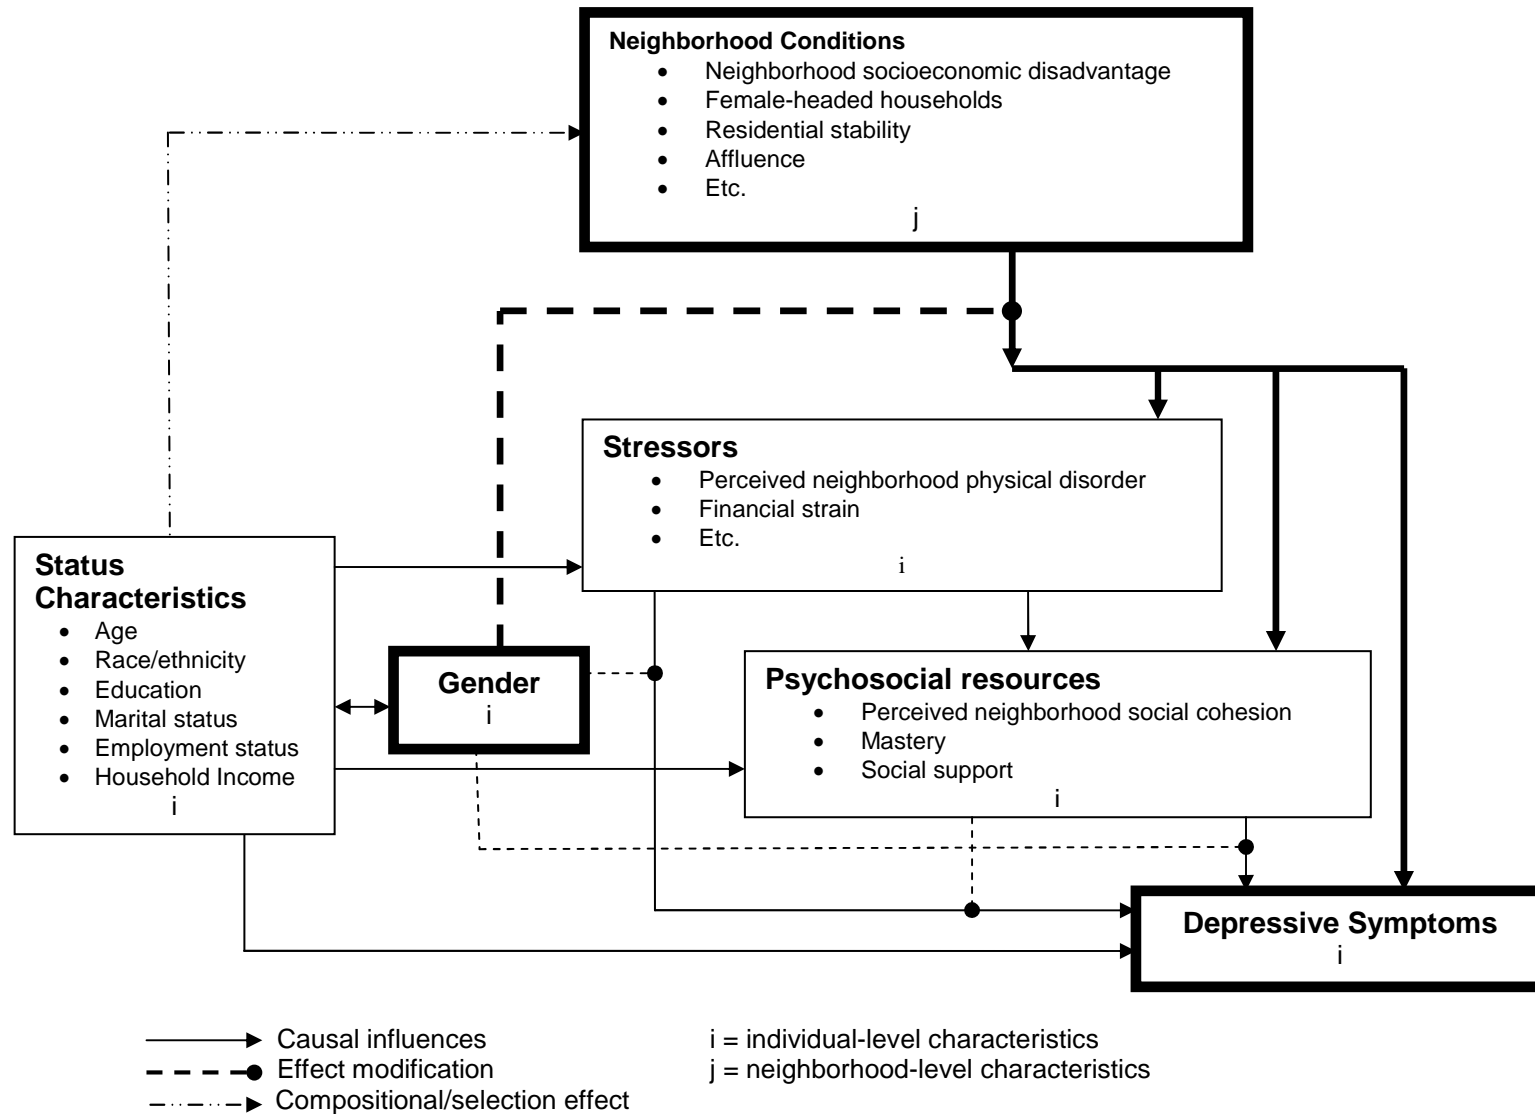 Neighborhood Conditions
• Neighborhood socioeconomic disadvantage
• Female-headed households
• Residential stability
• Affluence
• Etc.
j
Stressors
• Perceived neighborhood physical disorder
• Financial strain
• Etc.
i
Status
Characteristics
• Age
• Race/ethnicity
• Education
• Marital status
• Employment status
• Household Income
i
Gender
i
Psychosocial resources
• Perceived neighborhood social cohesion
• Mastery
• Social support
i
Depressive Symptoms
i
Causal influences
Effect modification
Compositional/selection effect
i = individual-level characteristics
j = neighborhood-level characteristics